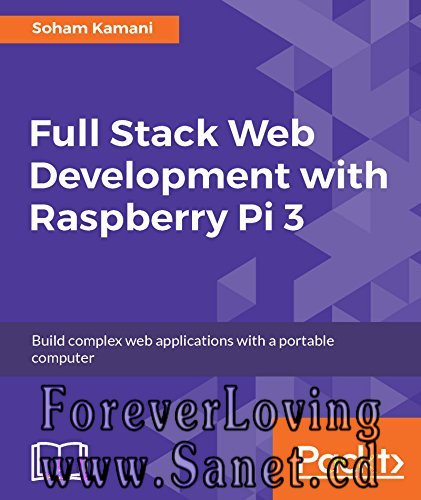 Soham Kamani
Full Stack Web
Development with
Raspberry Pi 3
Build complex web applications with a portable
computer
ForeverLoving
www.Sanet.cd
Packt>